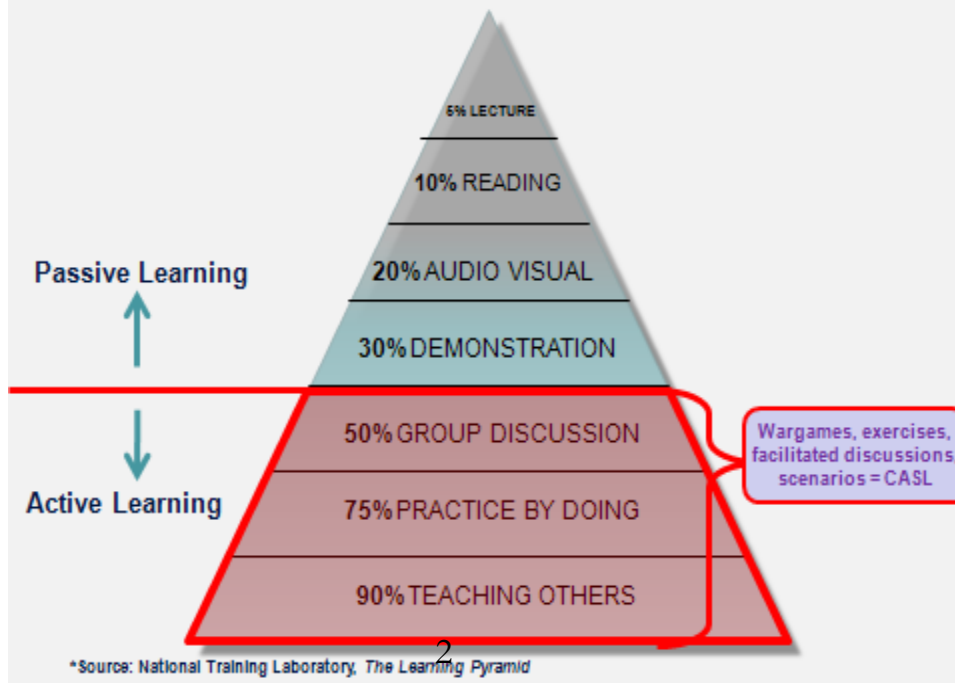 5% LECTURE
10% READING
20% AUDIO VISUAL
Passive Learning
30% DEMONSTRATION
50% GROUP DISCUSSION
Wargames, exercises,
facilitated discussions,
scenarios = CASL
Active Learning
75% PRACTICE BY DOING
90% TEACHING OTHERS
2
*Source: National Training Laboratory, The Learning Pyramid